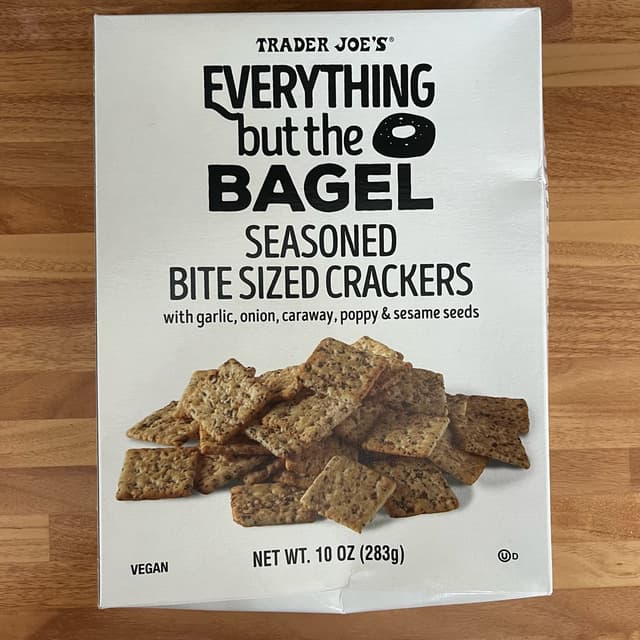 TRADER JOE'S®
EVERYTHING
but the
BAGEL
SEASONED
BITE SIZED CRACKERS
with garlic, onion, caraway, poppy & sesame seeds
NET WT. 10 OZ (283g)
VEGAN
Ⓤ D